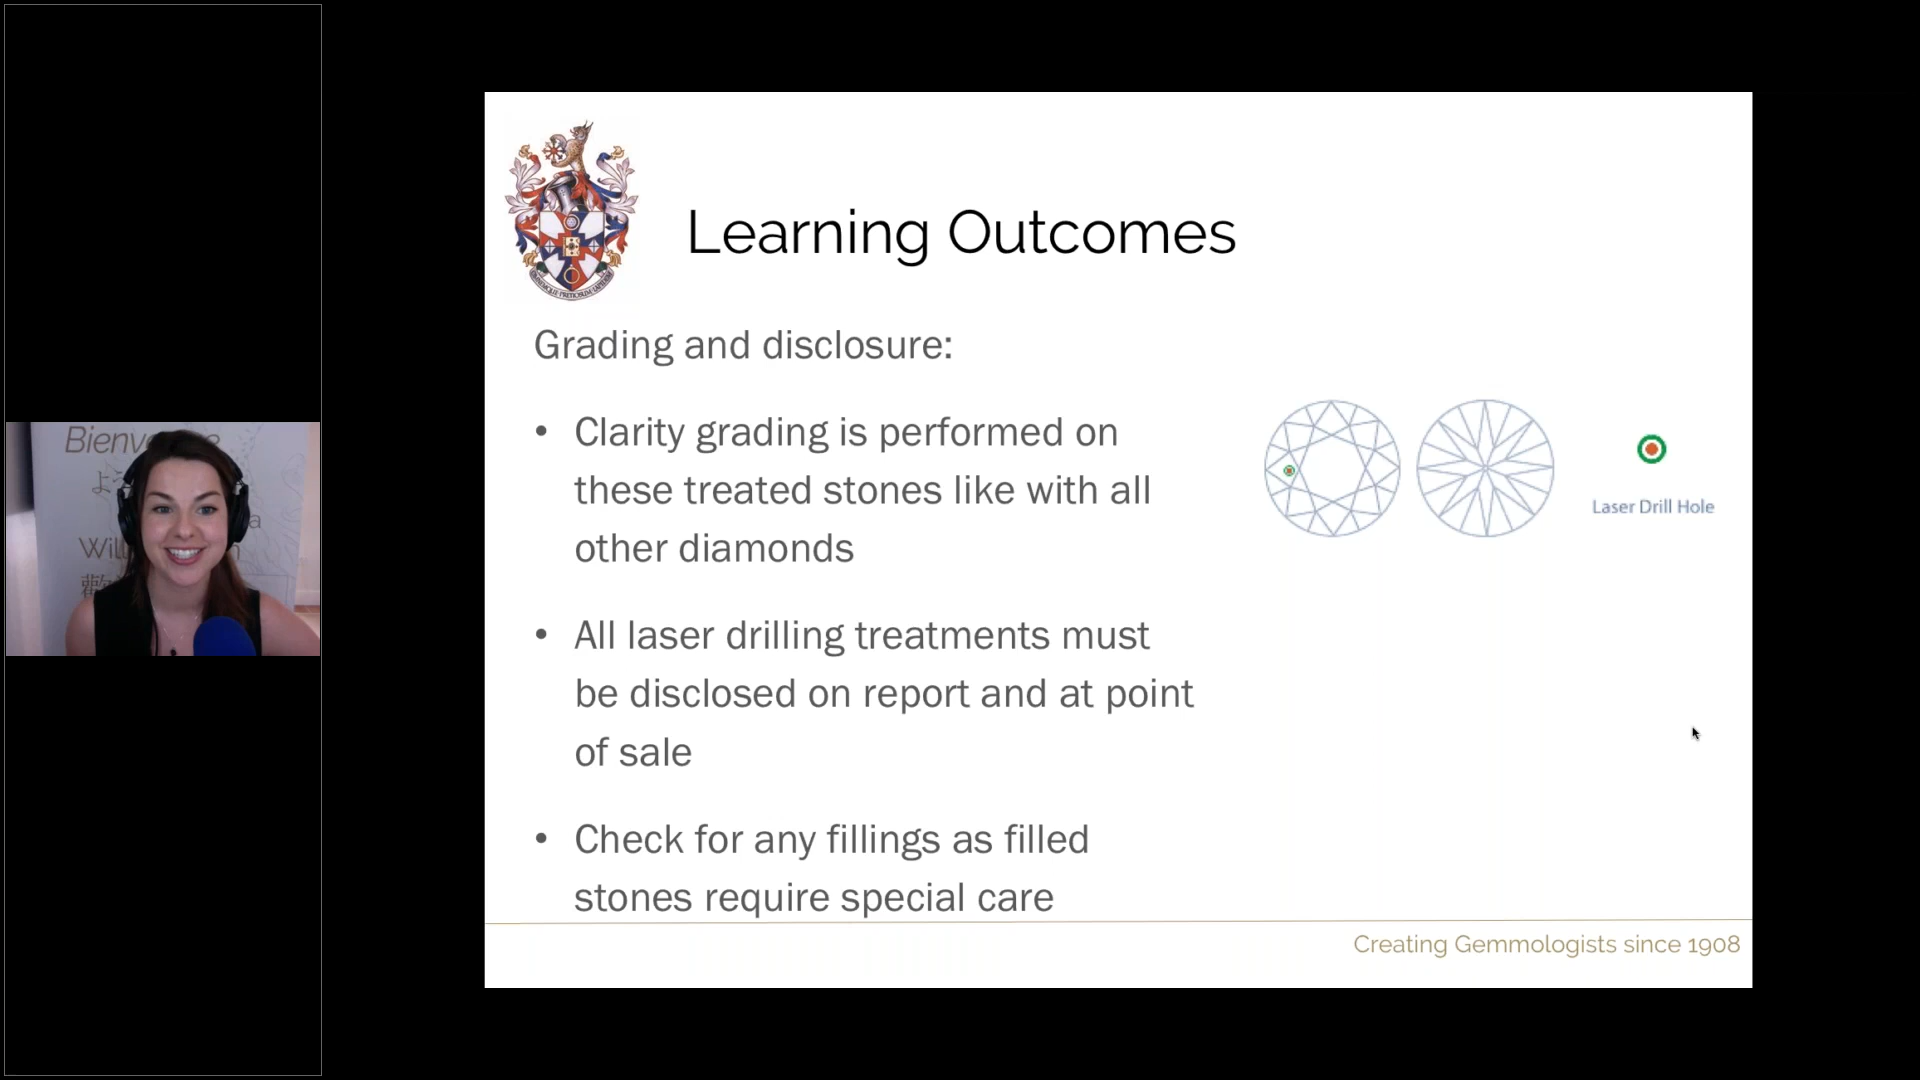 Learning Outcomes
Grading and disclosure:
• Clarity grading is performed on
these treated stones like with all
other diamonds
• All laser drilling treatments must
be disclosed on report and at point
of sale
• Check for any fillings as filled
stones require special care
Laser Drill Hole
Creating Gemmologists since 1908